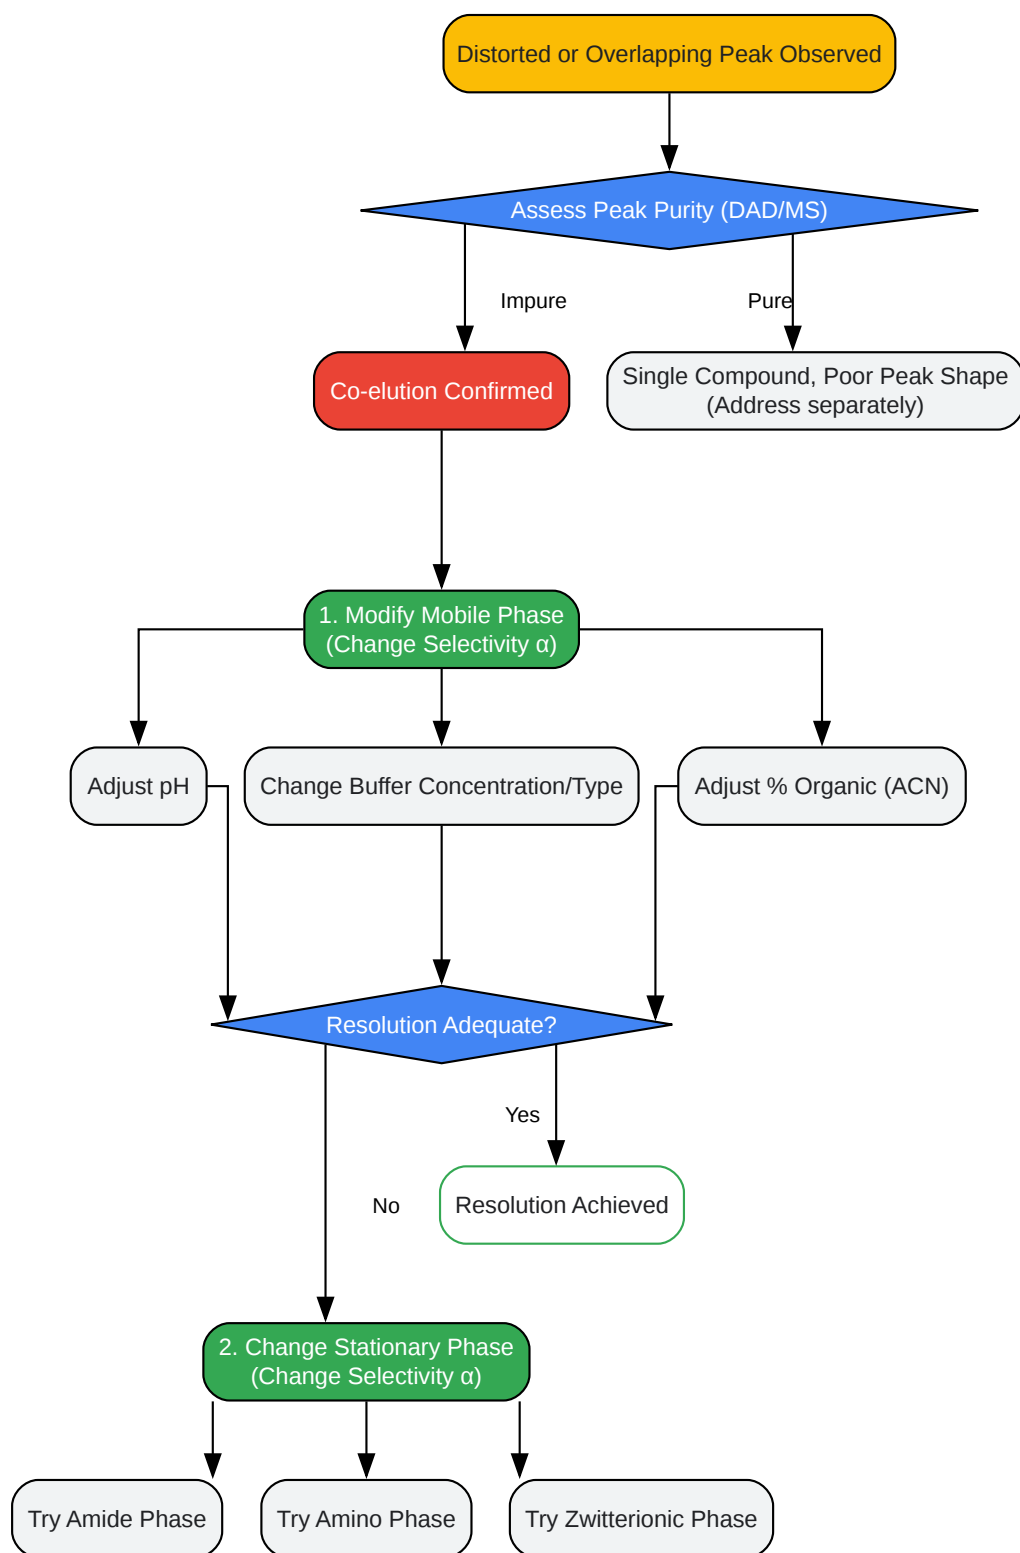 Distorted or Overlapping Peak Observed
Assess Peak Purity (DAD/MS)
Impure
Pure
Co-elution Confirmed
Single Compound, Poor Peak Shape
(Address separately)
1. Modify Mobile Phase
(Change Selectivity α)
Adjust pH
Change Buffer Concentration/Type
Adjust % Organic (ACN)
Resolution Adequate?
Yes
No
Resolution Achieved
2. Change Stationary Phase
(Change Selectivity α)
Try Amide Phase
Try Amino Phase
Try Zwitterionic Phase